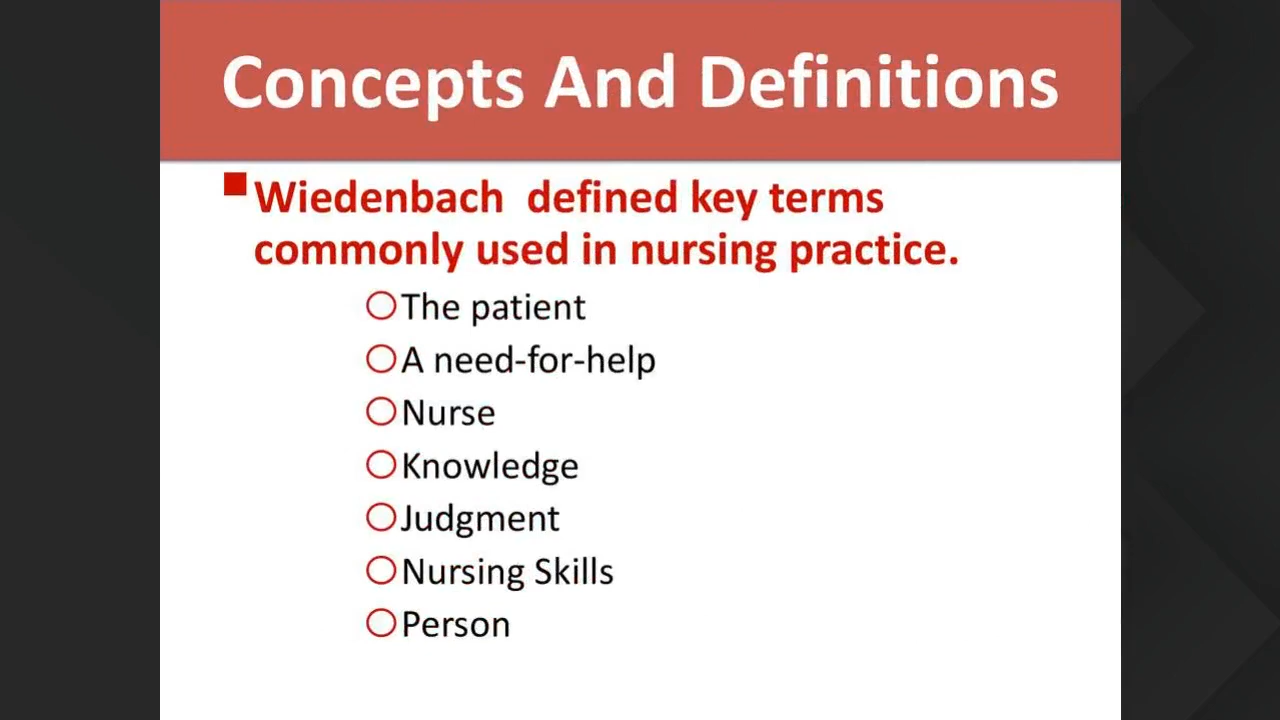 Concepts And Definitions
Wiedenbach defined key terms
commonly used in nursing practice.
The patient
A need-for-help
Nurse
Knowledge
Judgment
Nursing Skills
Person